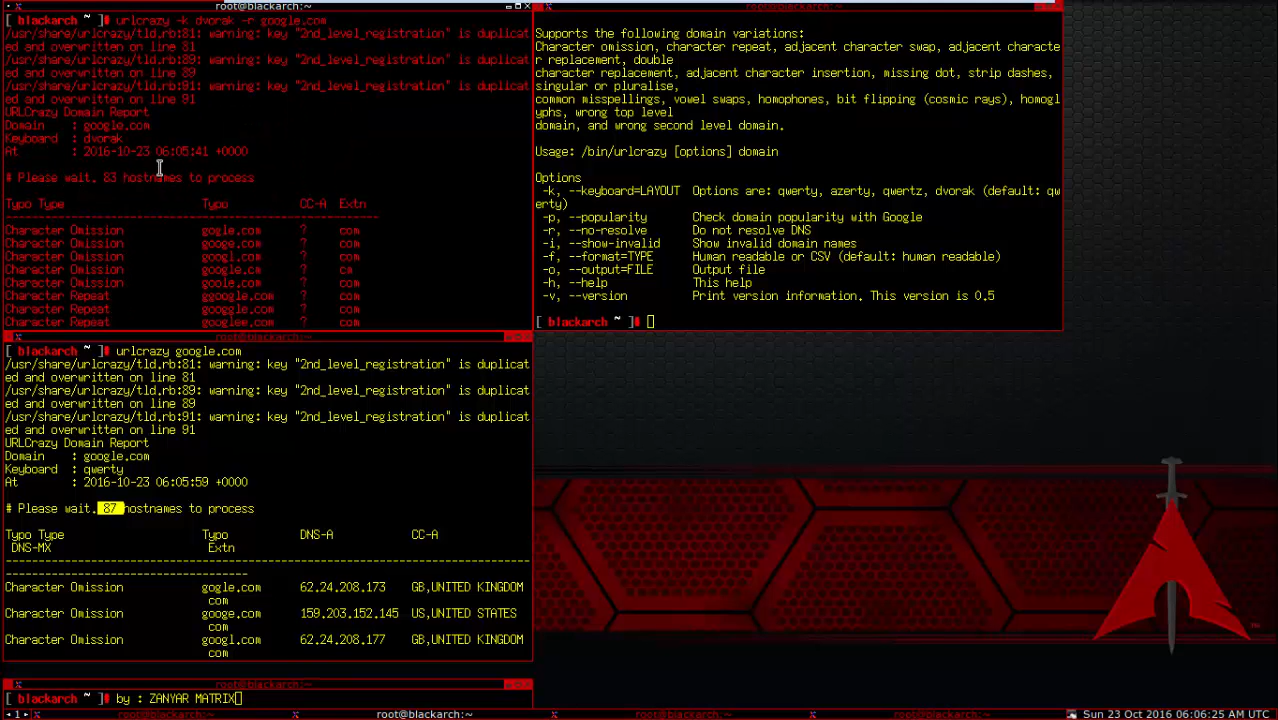 root@blackarch:~
[ blackarch ~ ]# urlcrazy -k dvorak -r google.com
/usr/share/urlcrazy/tld.rb:81: warning: key "2nd_level_registration" is duplicat
ed and overwritten on line 81
/usr/share/urlcrazy/tld.rb:89: warning: key "2nd_level_registration" is duplicat
ed and overwritten on line 89
/usr/share/urlcrazy/tld.rb:91: warning: key "2nd_level_registration" is duplicat
ed and overwritten on line 91
URLCrazy Domain Report
Domain    : google.com
Keyboard  : dvorak
At        : 2016-10-23 06:05:41 +0000
# Please wait. 83 hostnames to process
Typo Type Typo CC-A Extn
Character Omission gogle.com ? com
Character Omission googl.com ? com
Character Omission google.cm ? cm
Character Omission goole.com ? com
Character Repeat ggoogle.com ? com
Character Repeat googgle.com ? com
Character Repeat googlee.com ? com
root@blackarch:~
Supports the following domain variations:
Character omission, character repeat, adjacent character swap, adjacent characte
r replacement, double
character replacement, adjacent character insertion, missing dot, strip dashes,
singular or pluralise,
common misspellings, vowel swaps, homophones, bit flipping (cosmic rays), homogl
yphs, wrong top level
domain, and wrong second level domain.
Usage: /bin/urlcrazy [options] domain
Options
-k, --keyboard=LAYOUT  Options are: qwerty, azerty, qwertz, dvorak (default: qw
erty)
-p, --popularity       Check domain popularity with Google
-r, --no-resolve       Do not resolve DNS
-i, --show-invalid     Show invalid domain names
-f, --format=TYPE      Human readable or CSV (default: human readable)
-o, --output=FILE      Output file
-h, --help             This help
-v, --version          Print version information. This version is 0.5
[ blackarch ~ ]#
root@blackarch:~
[ blackarch ~ ]# urlcrazy google.com
/usr/share/urlcrazy/tld.rb:81: warning: key "2nd_level_registration" is duplicat
ed and overwritten on line 81
/usr/share/urlcrazy/tld.rb:89: warning: key "2nd_level_registration" is duplicat
ed and overwritten on line 89
/usr/share/urlcrazy/tld.rb:91: warning: key "2nd_level_registration" is duplicat
ed and overwritten on line 91
URLCrazy Domain Report
Domain    : google.com
Keyboard  : qwerty
At        : 2016-10-23 06:05:59 +0000
# Please wait. 87 hostnames to process
Typo Type Typo DNS-A CC-A
DNS-MX Extn
Character Omission gogle.com 62.24.208.173 GB,UNITED KINGDOM
com
Character Omission googe.com 159.203.152.145 US,UNITED STATES
com
Character Omission googl.com 62.24.208.177 GB,UNITED KINGDOM
com
root@blackarch:~
[ blackarch ~ ]# by : ZANYAR MATRIX
1 root@blackarch:~ root@blackarch:~ root@blackarch:~ root@blackarch:~ Sun 23 Oct 2016 06:06:25 AM UTC